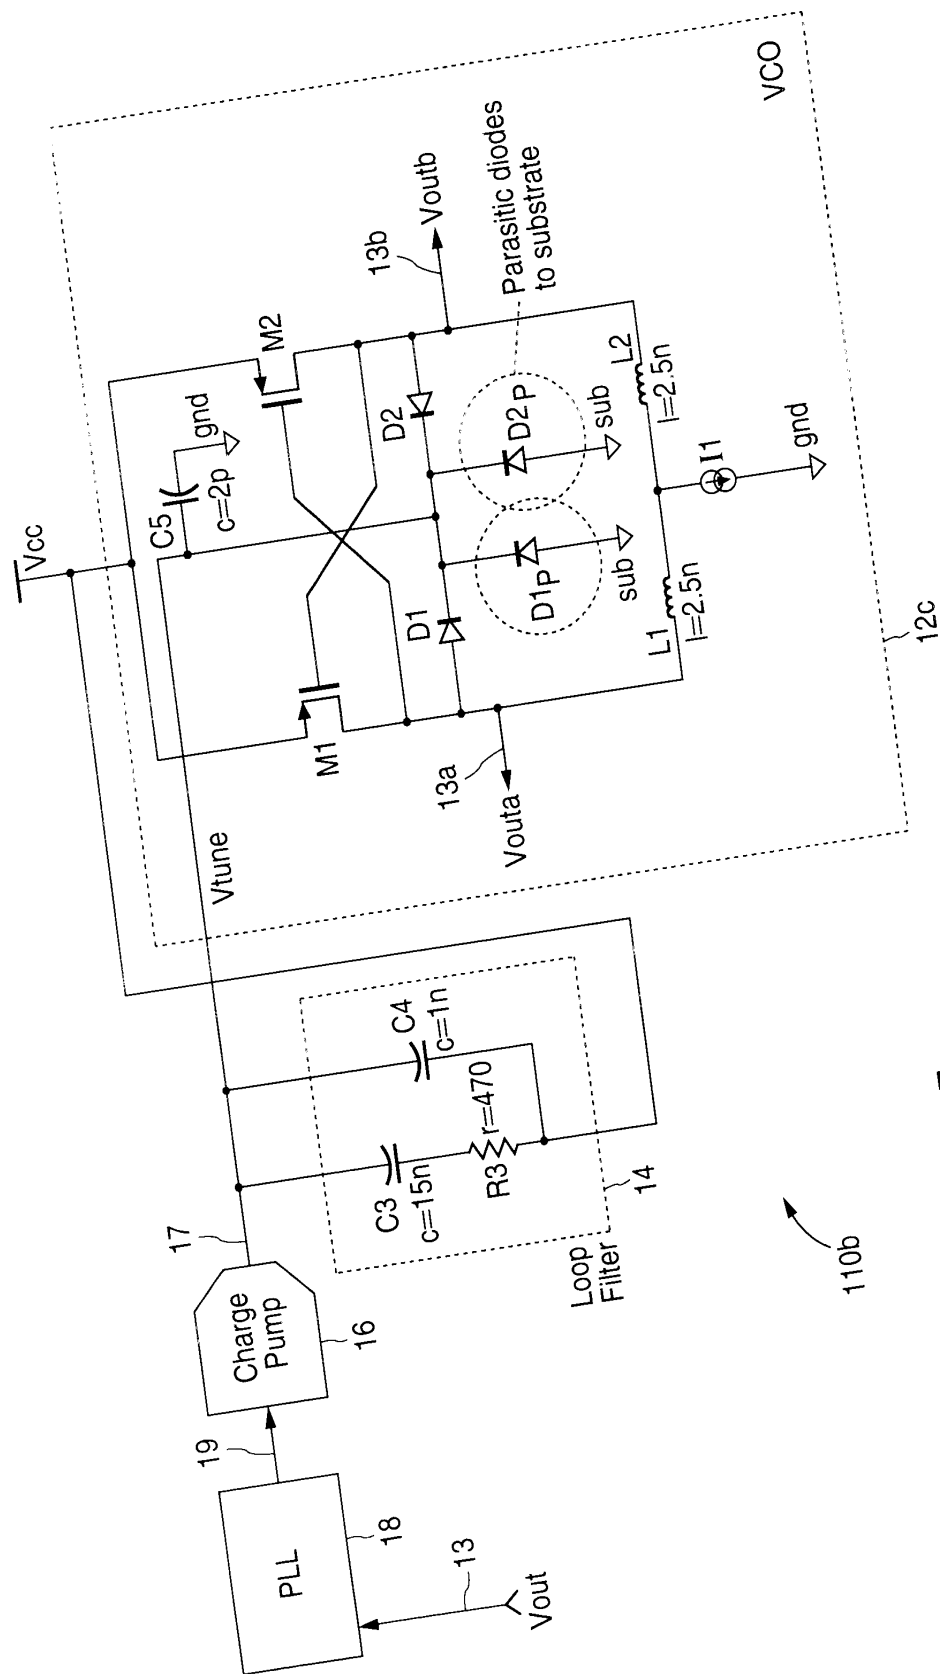 Vcc
C5
c=2p
gnd
M2
M1
Vtune
D1
D2
D1P
D2P
sub
sub
Parasitic diodes
to substrate
13a
Vouta
13b
Voutb
L1
l=2.5n
L2
l=2.5n
I1
gnd
VCO
12c
PLL
18
19
13
Vout
Charge
Pump
16
17
C3
c=15n
C4
c=1n
R3
r=470
14
Loop
Filter
110b